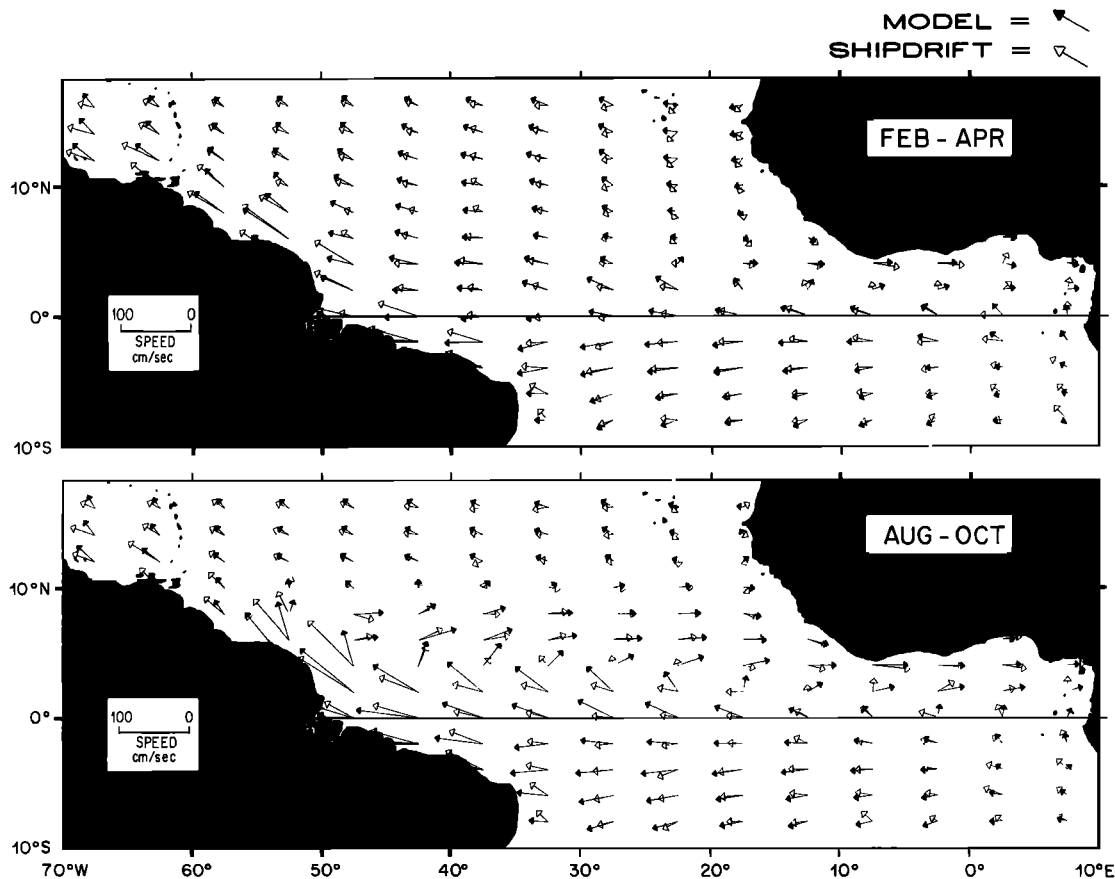 MODEL =
SHIPDRIFT =
FEB - APR
10°N
100 0
0°
SPEED
cm/sec
10°S
AUG - OCT
10°N
100 0
0°
SPEED
cm/sec
10°S
70°W 60° 50° 40° 30° 20° 10° 0° 10°E